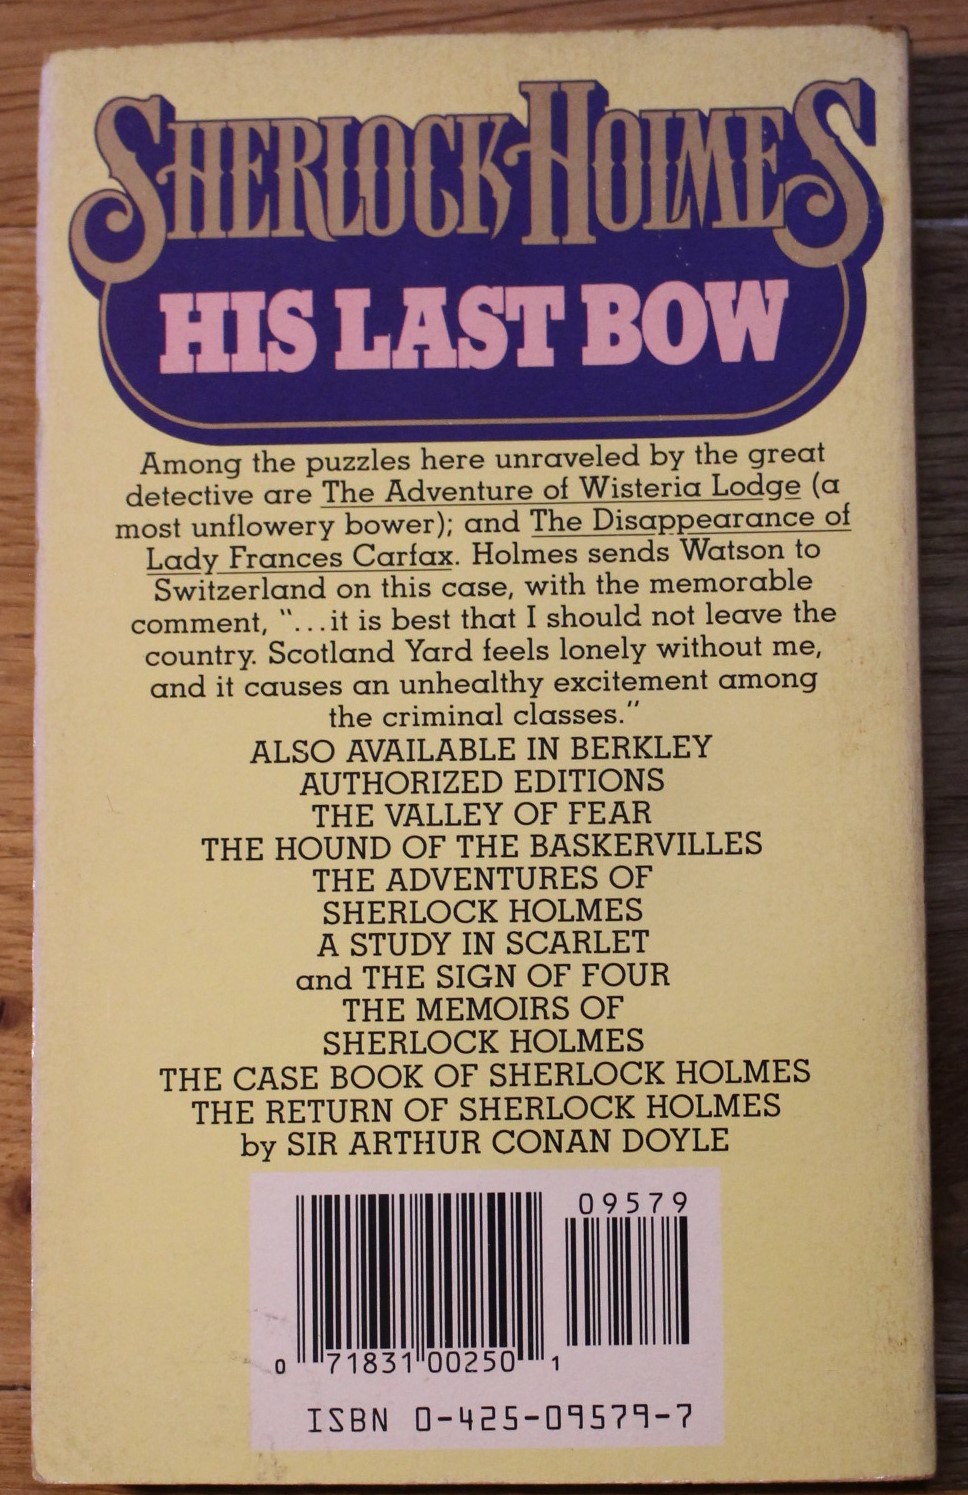 SHERLOCK HOLMES
HIS LAST BOW
Among the puzzles here unraveled by the great
detective are The Adventure of Wisteria Lodge (a
most unflowery bower); and The Disappearance of
Lady Frances Carfax. Holmes sends Watson to
Switzerland on this case, with the memorable
comment, "...it is best that I should not leave the
country. Scotland Yard feels lonely without me,
and it causes an unhealthy excitement among
the criminal classes."
ALSO AVAILABLE IN BERKLEY
AUTHORIZED EDITIONS
THE VALLEY OF FEAR
THE HOUND OF THE BASKERVILLES
THE ADVENTURES OF
SHERLOCK HOLMES
A STUDY IN SCARLET
and THE SIGN OF FOUR
THE MEMOIRS OF
SHERLOCK HOLMES
THE CASE BOOK OF SHERLOCK HOLMES
THE RETURN OF SHERLOCK HOLMES
by SIR ARTHUR CONAN DOYLE
09579
0 71831 00250 1
ISBN 0-425-09579-7